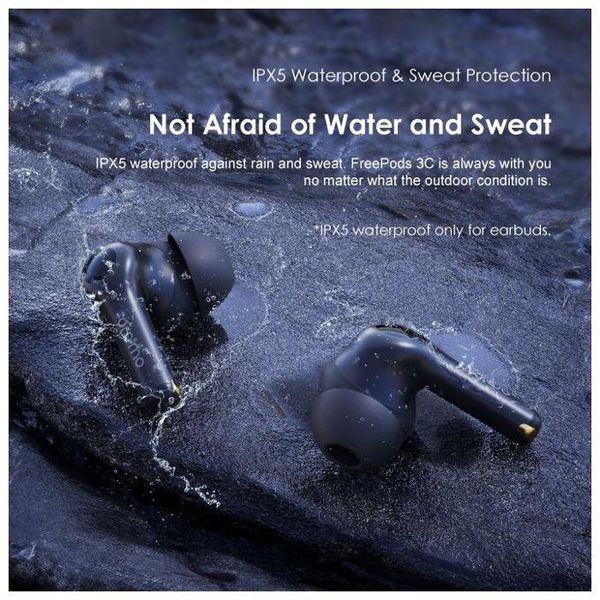 IPX5 Waterproof & Sweat Protection
Not Afraid of Water and Sweat
IPX5 waterproof against rain and sweat. FreePods 3C is always with you
no matter what the outdoor condition is.
*IPX5 waterproof only for earbuds.